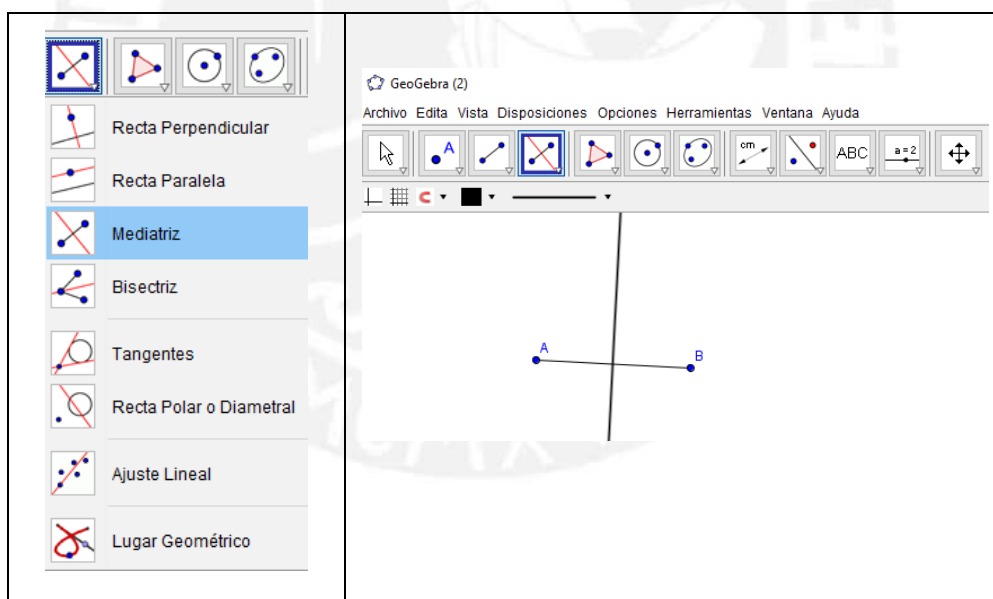 Recta Perpendicular
Recta Paralela
Mediatriz
Bisectriz
Tangentes
Recta Polar o Diametral
Ajuste Lineal
Lugar Geométrico
GeoGebra (2)
Archivo Edita Vista Disposiciones Opciones Herramientas Ventana Ayuda
A cm ABC a=2
A
B